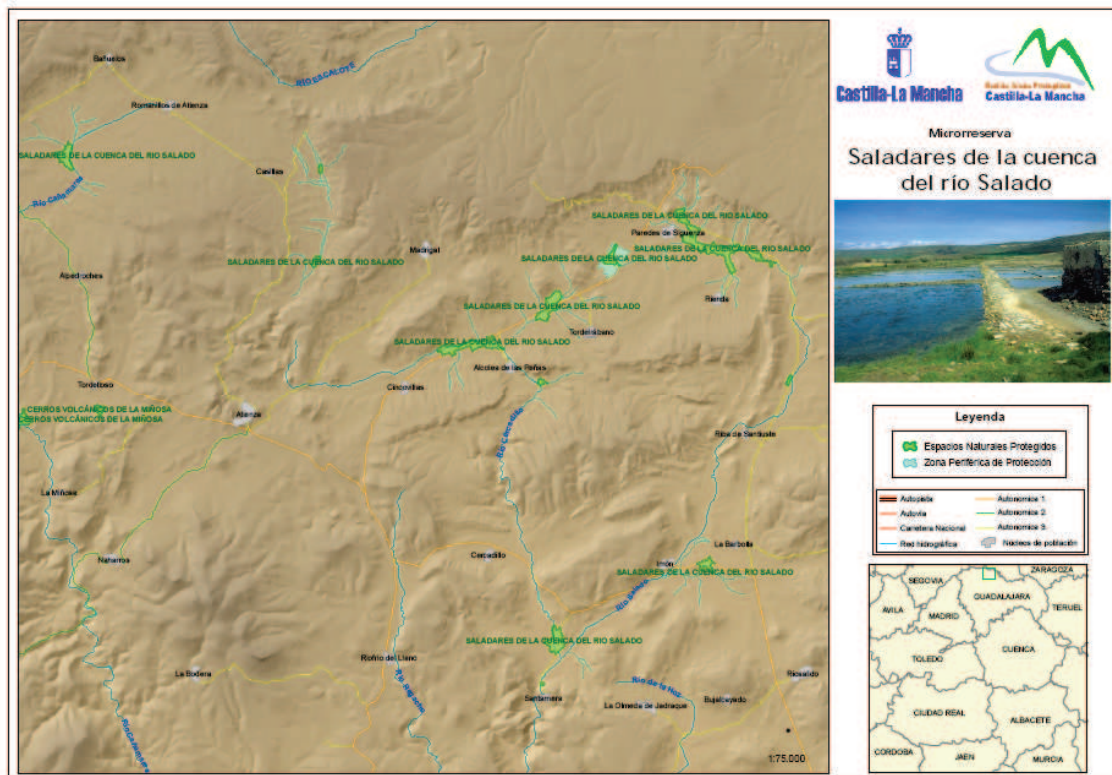 Bañuelos
RÍO ESCALOTE
Romanillos de Atienza
SALADARES DE LA CUENCA DEL RIO SALADO
Casillas
Río Cañamares
Alpedroches
SALADARES DE LA CUENCA DEL RIO SALADO
Madrigal
SALADARES DE LA CUENCA DEL RIO SALADO
Paredes de Siguenza
SALADARES DE LA CUENCA DEL RIO SALADO
SALADARES DE LA CUENCA DEL RIO SALADO
Rienda
SALADARES DE LA CUENCA DEL RIO SALADO
Tordelrábano
SALADARES DE LA CUENCA DEL RIO SALADO
Alcolea de las Peñas
Cincovillas
Tordelloso
CERROS VOLCÁNICOS DE LA MIÑOSA
CERROS VOLCÁNICOS DE LA MIÑOSA
Atienza
Río Cercadillo
Riba de Santiuste
La Miñosa
Naharros
Cercadillo
La Barbolla
Imón
SALADARES DE LA CUENCA DEL RIO SALADO
Río Salado
SALADARES DE LA CUENCA DEL RIO SALADO
Riofrío del Llano
La Bodera
Santamera
Río de la Hoz
Riosalido
Bujalcayado
La Olmeda de Jadraque
1:75.000
Castilla-La Mancha
Castilla-La Mancha
Microrreserva
Saladares de la cuenca
del río Salado
Leyenda
Espacios Naturales Protegidos
Zona Periférica de Protección
Autopista
Autovía
Carretera Nacional
Red hidrográfica
Autonomica 1
Autonomica 2
Autonomica 3
Núcleos de población
SEGOVIA
ZARAGOZA
GUADALAJARA
AVILA
MADRID
TERUEL
CUENCA
TOLEDO
CIUDAD REAL
ALBACETE
CORDOBA
JAEN
MURCIA